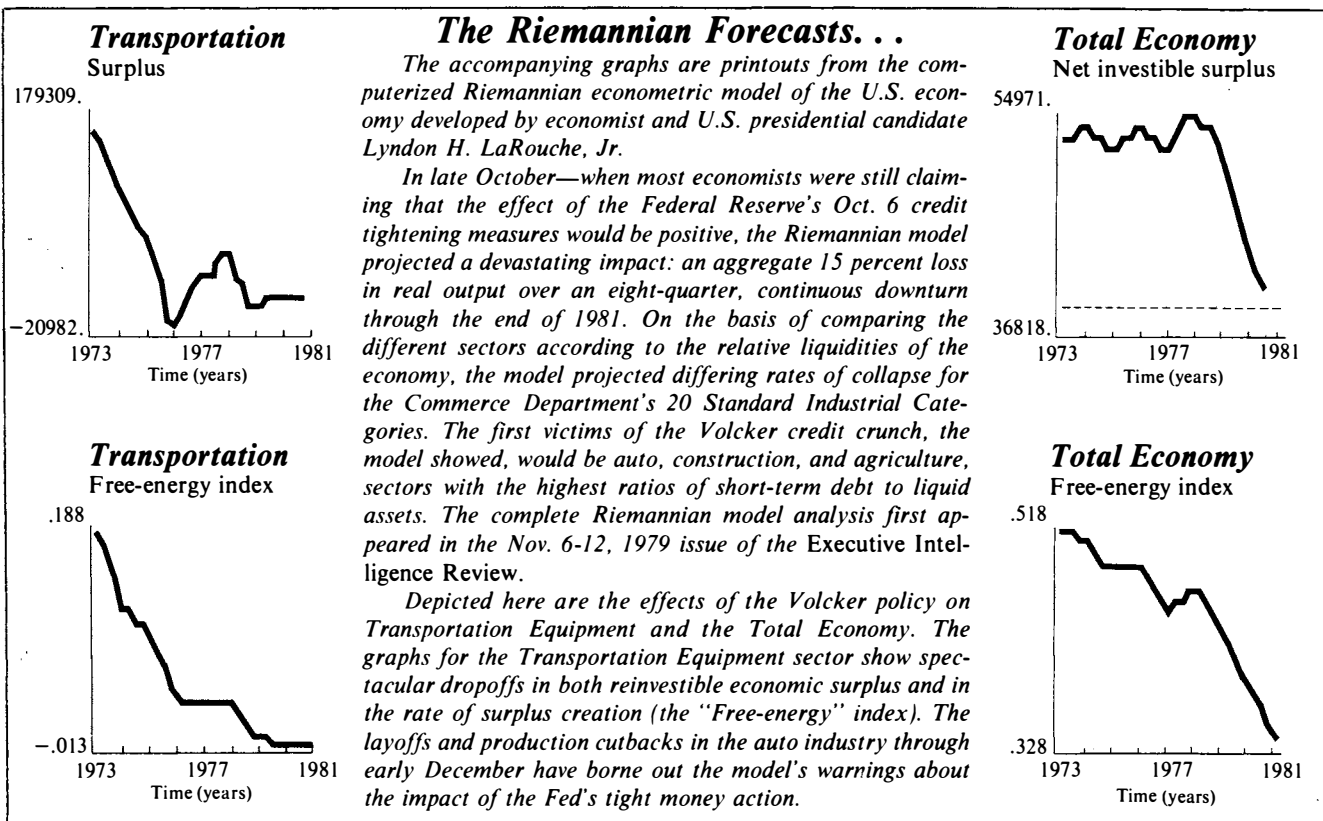 Transportation
Surplus
179309.
−20982.
1973 1977 1981
Time (years)
Transportation
Free-energy index
.188
−.013
1973 1977 1981
Time (years)
The Riemannian Forecasts. . .
The accompanying graphs are printouts from the com-
puterized Riemannian econometric model of the U.S. econ-
omy developed by economist and U.S. presidential candidate
Lyndon H. LaRouche, Jr.
In late October—when most economists were still claim-
ing that the effect of the Federal Reserve's Oct. 6 credit
tightening measures would be positive, the Riemannian model
projected a devastating impact: an aggregate 15 percent loss
in real output over an eight-quarter, continuous downturn
through the end of 1981. On the basis of comparing the
different sectors according to the relative liquidities of the
economy, the model projected differing rates of collapse for
the Commerce Department's 20 Standard Industrial Cate-
gories. The first victims of the Volcker credit crunch, the
model showed, would be auto, construction, and agriculture,
sectors with the highest ratios of short-term debt to liquid
assets. The complete Riemannian model analysis first ap-
peared in the Nov. 6-12, 1979 issue of the Executive Intel-
ligence Review.
Depicted here are the effects of the Volcker policy on
Transportation Equipment and the Total Economy. The
graphs for the Transportation Equipment sector show spec-
tacular dropoffs in both reinvestible economic surplus and in
the rate of surplus creation (the "Free-energy" index). The
layoffs and production cutbacks in the auto industry through
early December have borne out the model's warnings about
the impact of the Fed's tight money action.
Total Economy
Net investible surplus
54971.
36818.
1973 1977 1981
Time (years)
Total Economy
Free-energy index
.518
.328
1973 1977 1981
Time (years)